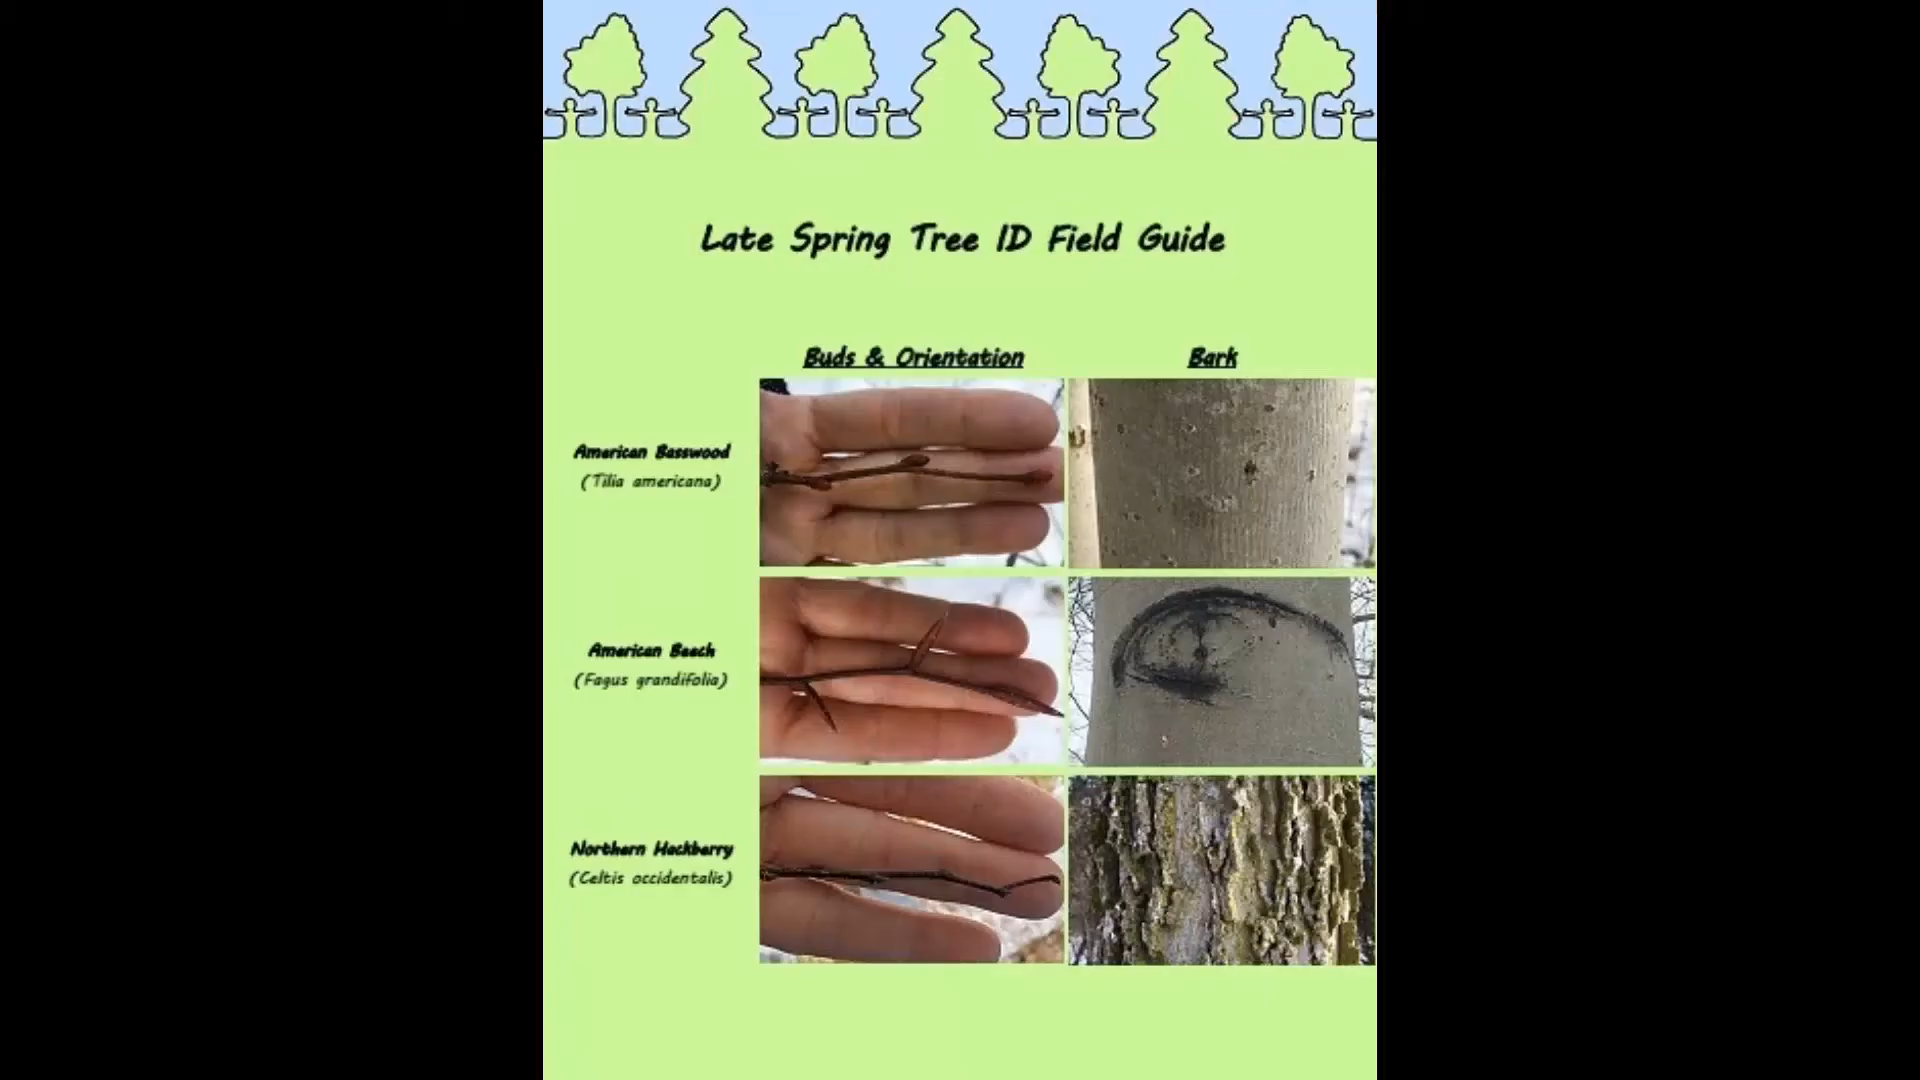 Late Spring Tree ID Field Guide
Buds & Orientation
Bark
American Basswood
(Tilia americana)
American Beech
(Fagus grandifolia)
Northern Hackberry
(Celtis occidentalis)